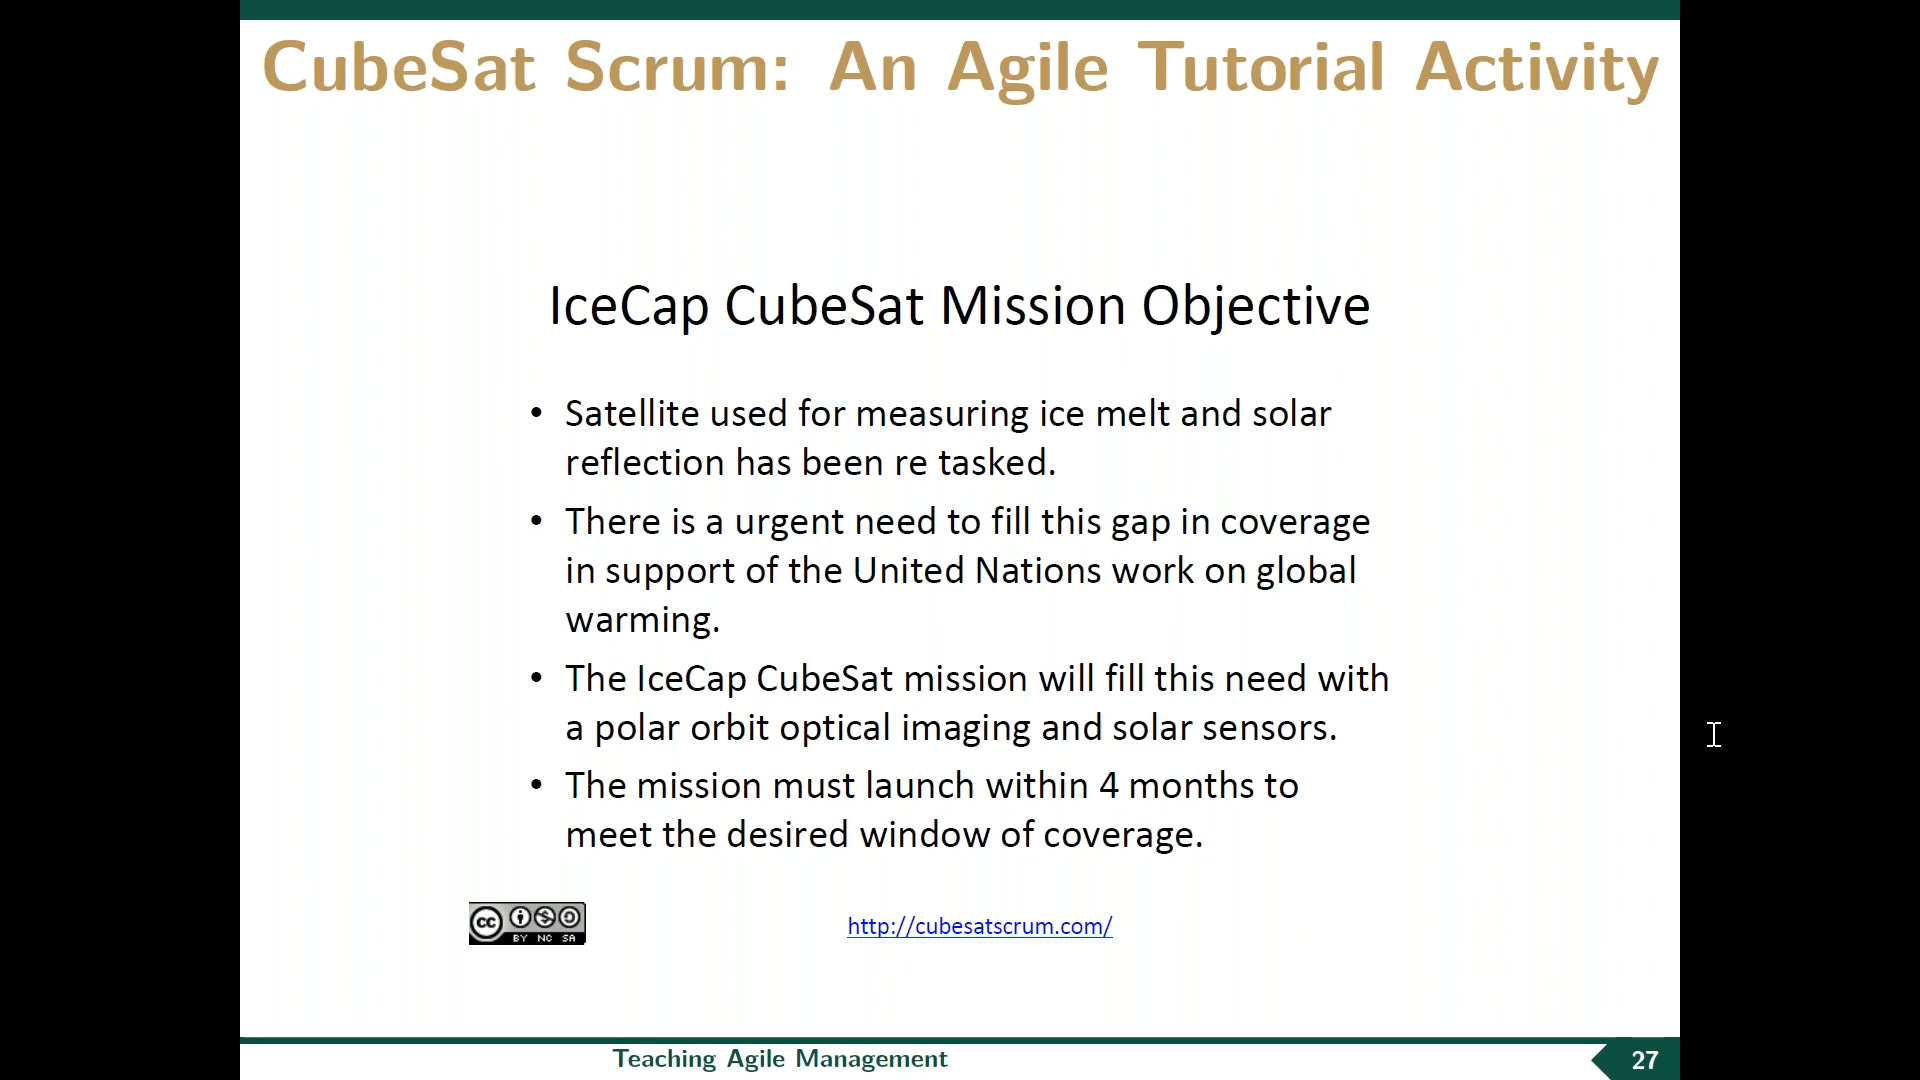 CubeSat Scrum: An Agile Tutorial Activity
IceCap CubeSat Mission Objective
• Satellite used for measuring ice melt and solar
reflection has been re tasked.
• There is a urgent need to fill this gap in coverage
in support of the United Nations work on global
warming.
• The IceCap CubeSat mission will fill this need with
a polar orbit optical imaging and solar sensors.
• The mission must launch within 4 months to
meet the desired window of coverage.
cc
BY NC SA
http://cubesatscrum.com/
Teaching Agile Management
27